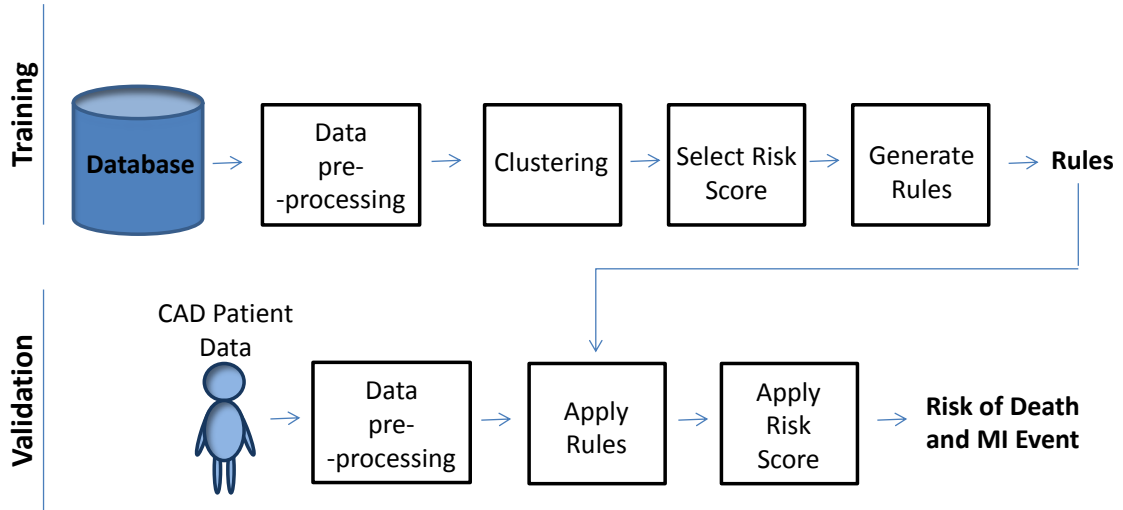 Training
Database
Data
pre-
-processing
Clustering
Select Risk
Score
Generate
Rules
Rules
Validation
CAD Patient
Data
Data
pre-
-processing
Apply
Rules
Apply
Risk
Score
Risk of Death
and MI Event